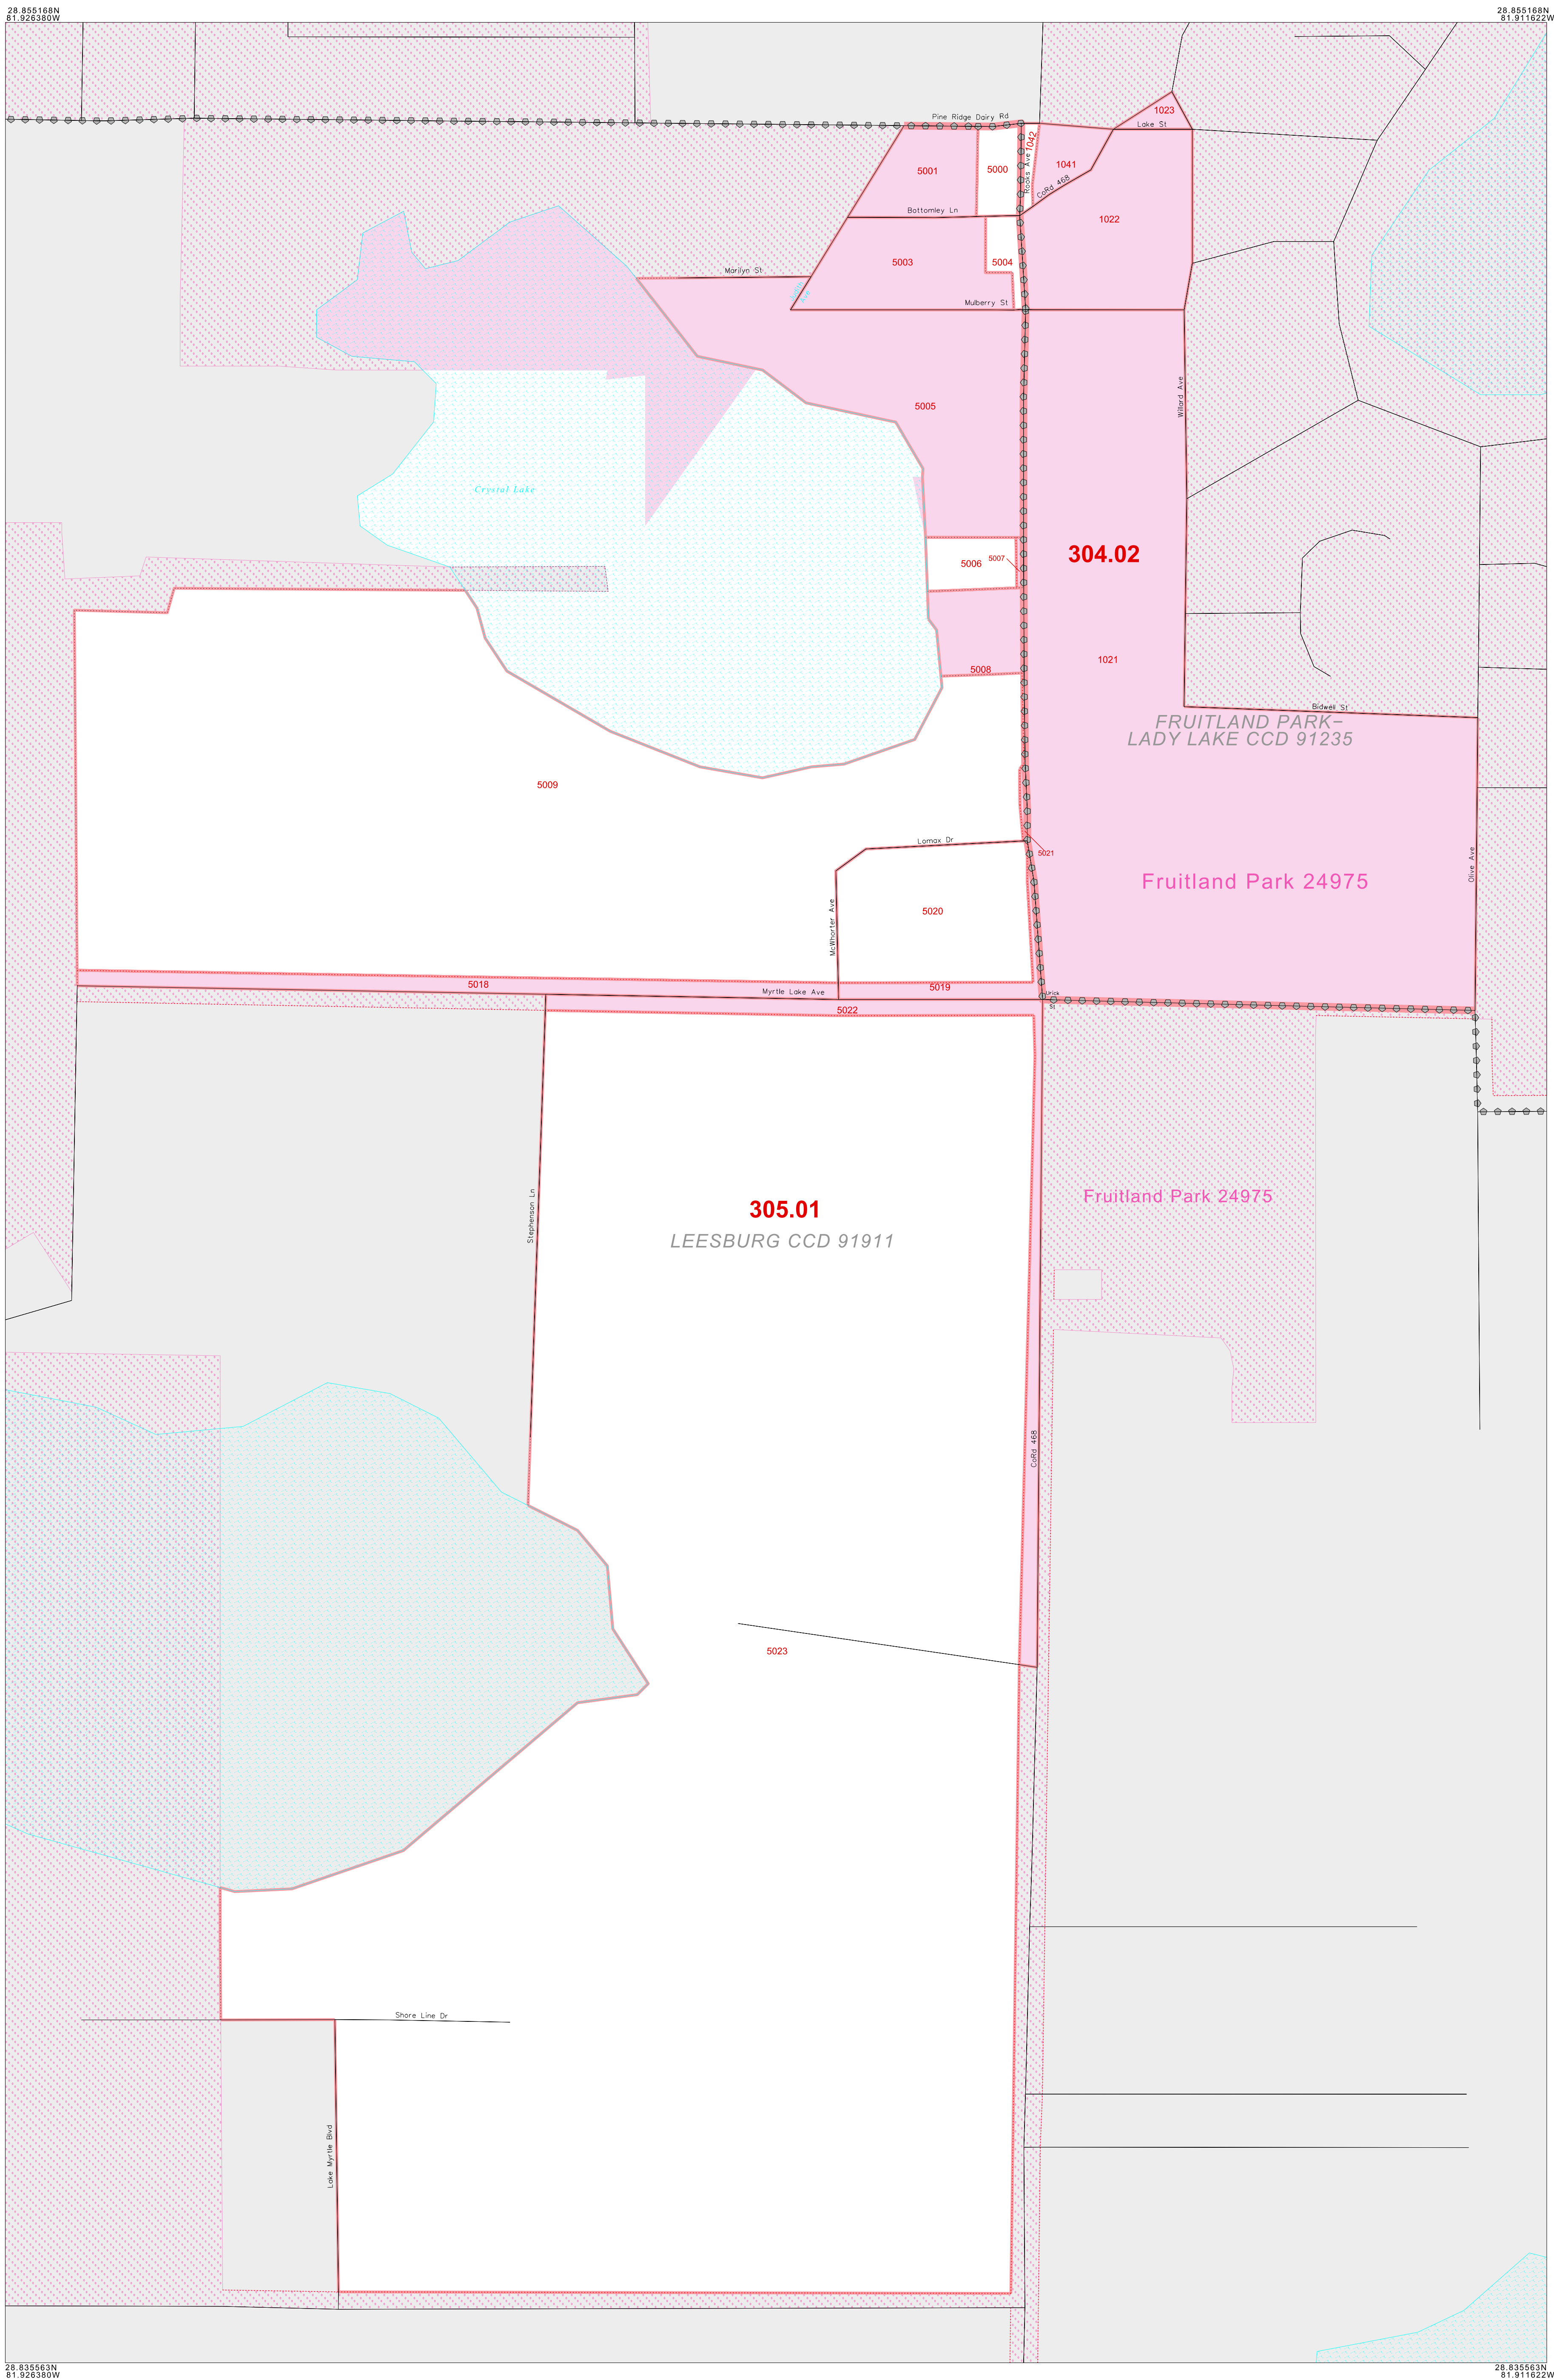 28.855168N
81.926380W
28.855168N
81.911622W
1023
Pine Ridge Dairy Rd
Lake St
5001
5000
Rooks Ave
1042
1041
CoRd 468
Bottomley Ln
1022
5003
5004
Marilyn St
Mulberry St
Willard Ave
5005
Crystal Lake
304.02
5006
5007
1021
5008
Bidwell St
FRUITLAND PARK-
LADY LAKE CCD 91235
5009
Lomax Dr
5021
Olive Ave
Fruitland Park 24975
McWhorter Ave
5020
5018
5019
Myrtle Lake Ave
Urick
St
5022
Fruitland Park 24975
Stephenson Ln
305.01
LEESBURG CCD 91911
CoRd 468
5023
Shore Line Dr
Lake Myrtle Blvd
28.835563N
81.926380W
28.835563N
81.911622W